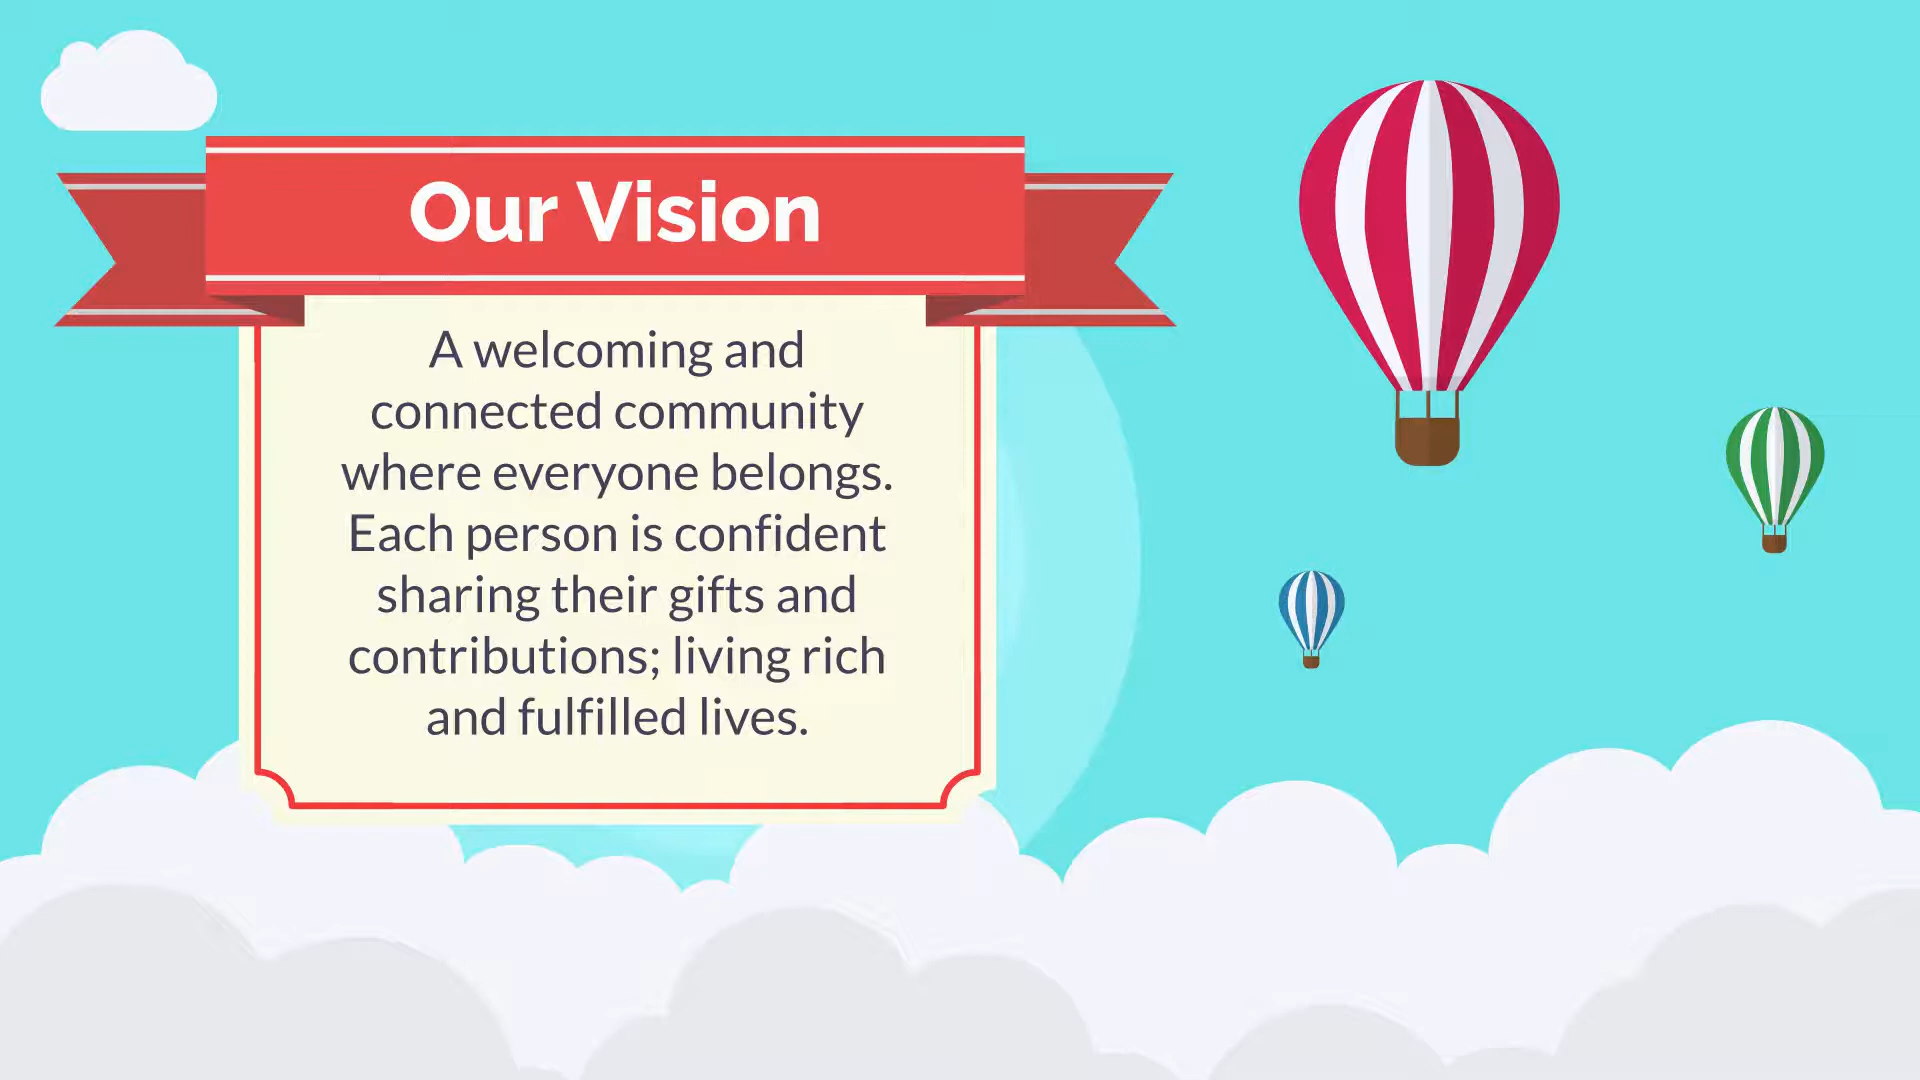 Our Vision
A welcoming and
connected community
where everyone belongs.
Each person is confident
sharing their gifts and
contributions; living rich
and fulfilled lives.